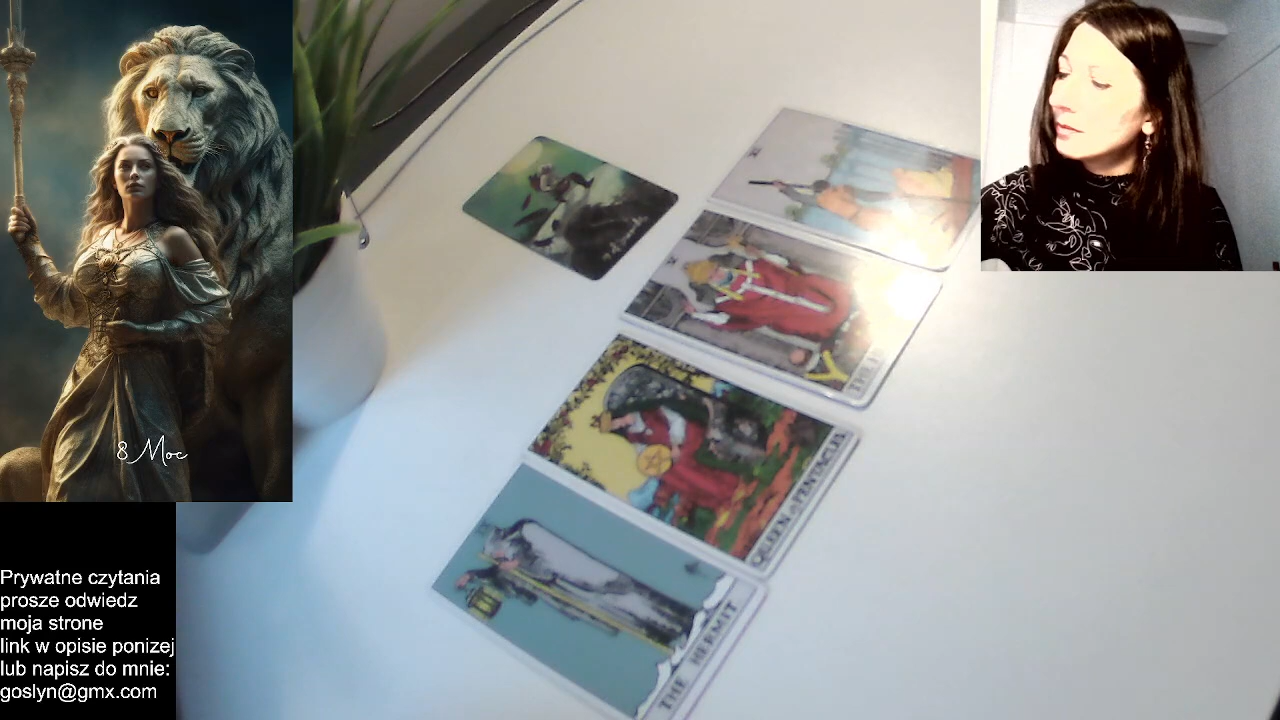 8 Moc
Prywatne czytania
prosze odwiedz
moja strone
link w opisie ponizej
lub napisz do mnie:
goslyn@gmx.com
QUEEN of PENTACLES
THE HERMIT